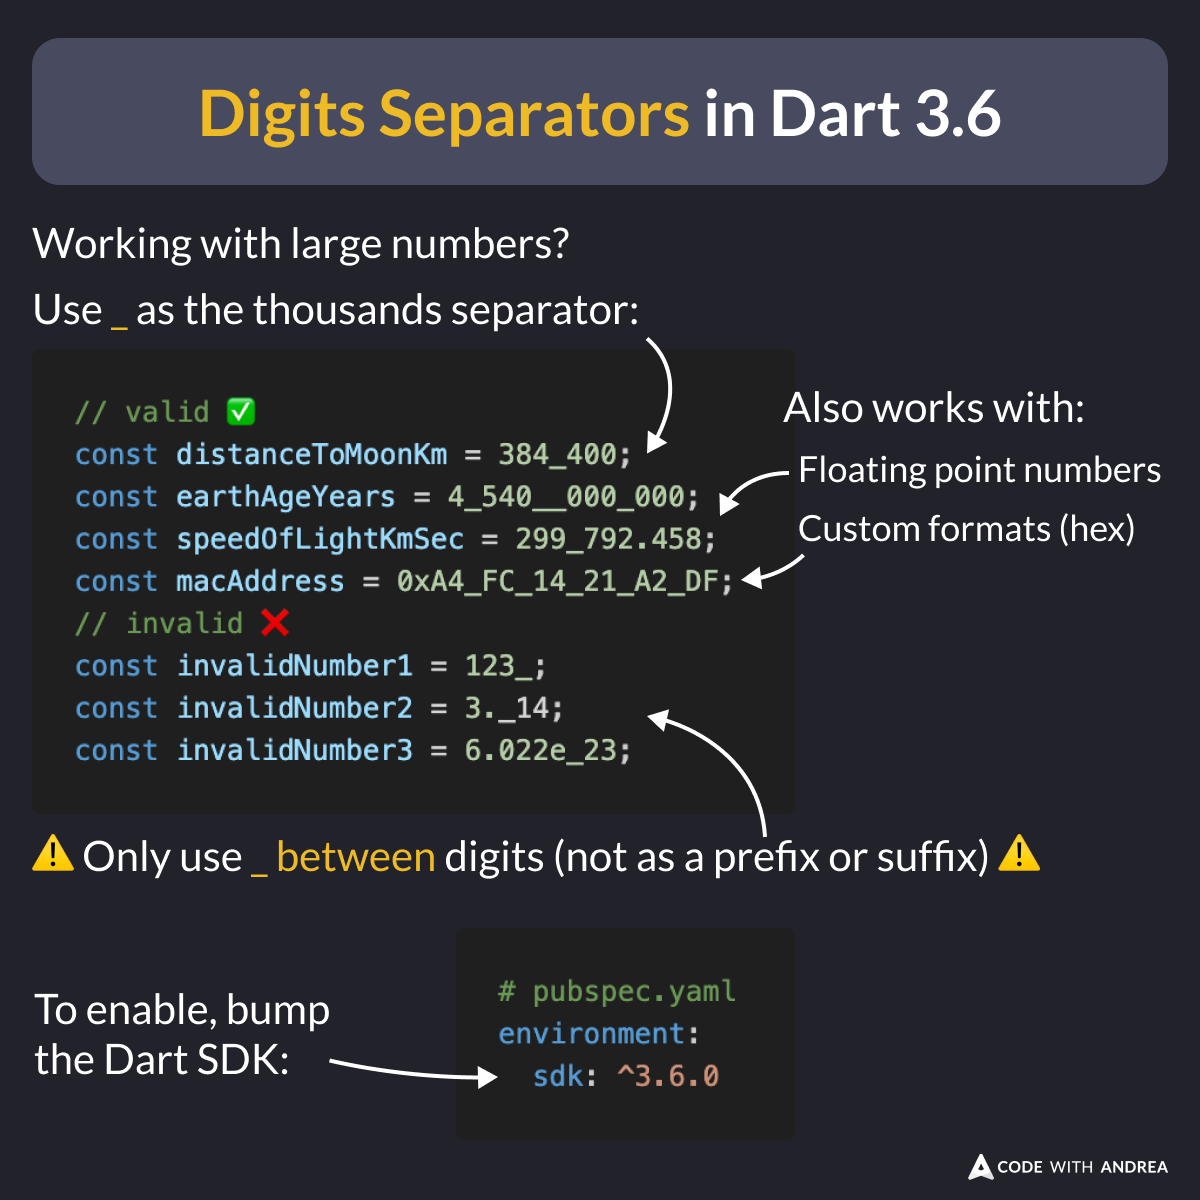 Digits Separators in Dart 3.6
Working with large numbers?
Use _ as the thousands separator:
// valid ✅
const distanceToMoonKm = 384_400;
const earthAgeYears = 4_540__000_000;
const speedOfLightKmSec = 299_792.458;
const macAddress = 0xA4_FC_14_21_A2_DF;
// invalid ❌
const invalidNumber1 = 123_;
const invalidNumber2 = 3._14;
const invalidNumber3 = 6.022e_23;
Also works with:
Floating point numbers
Custom formats (hex)
⚠️ Only use _ between digits (not as a prefix or suffix) ⚠️
To enable, bump
the Dart SDK:
# pubspec.yaml
environment:
  sdk: ^3.6.0
CODE WITH ANDREA